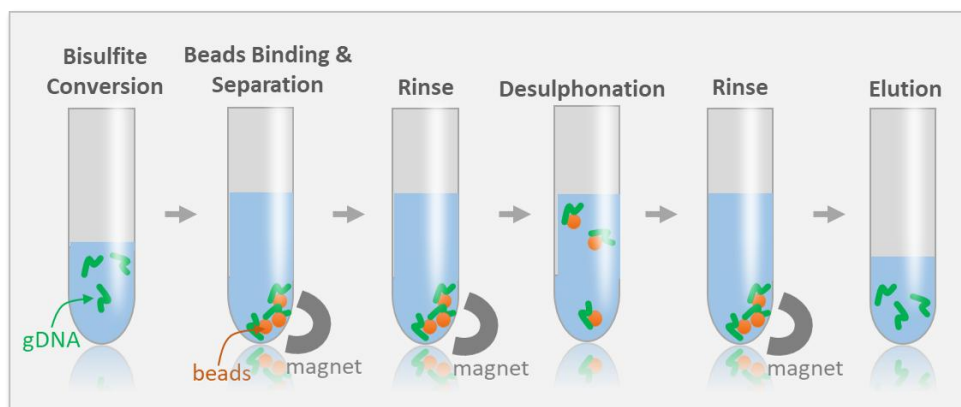 Bisulfite
Conversion
Beads Binding &
Separation
Rinse
Desulphonation
Rinse
Elution
gDNA
beads
magnet
magnet
magnet